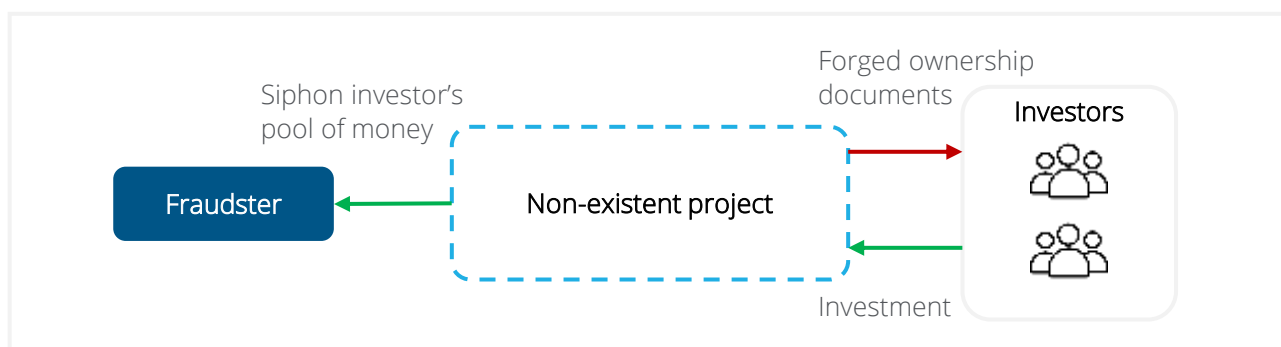 Siphon investor's
pool of money
Fraudster
Non-existent project
Forged ownership
documents
Investors
Investment